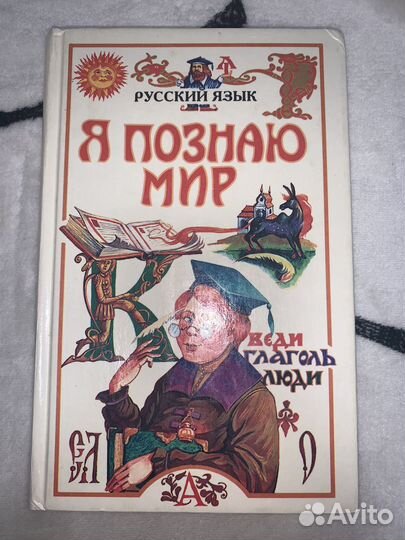 РУССКИЙ ЯЗЫК
Я ПОЗНАЮ
МИР
ВЕДИ
ГЛАГОЛЬ
ЛЮДИ
А
Avito